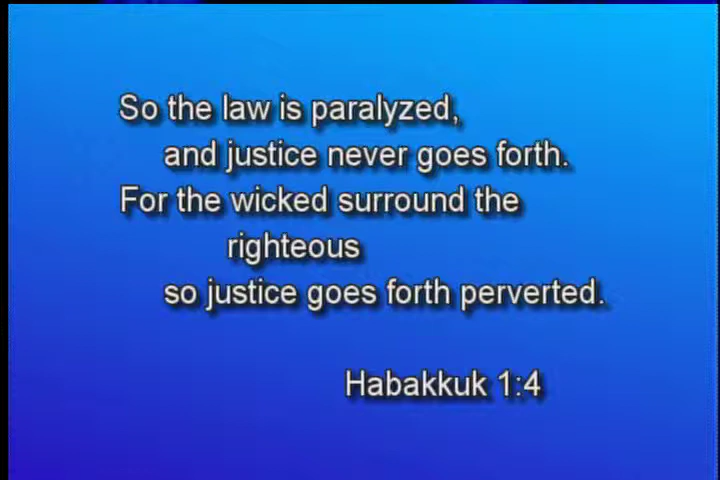 So the law is paralyzed,
and justice never goes forth.
For the wicked surround the
righteous
so justice goes forth perverted.
Habakkuk 1:4